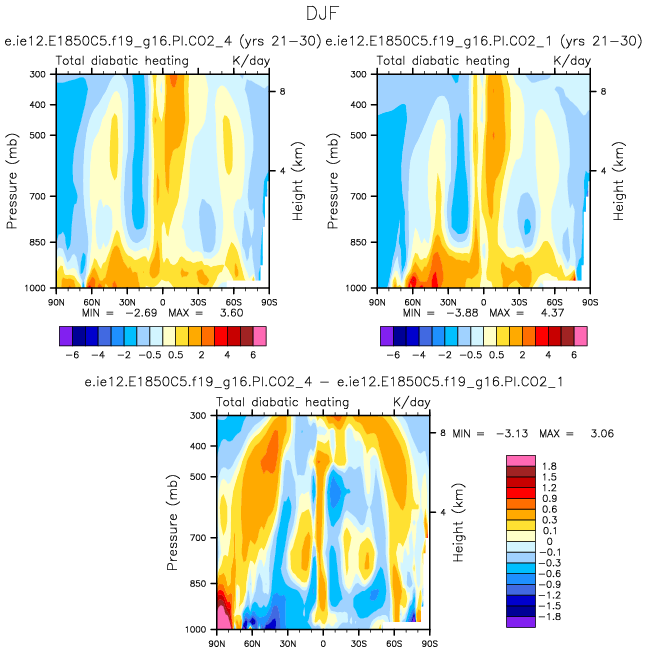 DJF
e.ie12.E1850C5.f19_g16.PI.CO2_4 (yrs 21-30) e.ie12.E1850C5.f19_g16.PI.CO2_1 (yrs 21-30)
Total diabatic heating K/day Total diabatic heating K/day
300 400 500 700 850 1000
Pressure (mb)
8 4
Height (km)
90N 60N 30N 0 30S 60S 90S
MIN = -2.69 MAX = 3.60
-6 -4 -2 -0.5 0.5 2 4 6
300 400 500 700 850 1000
Pressure (mb)
8 4
Height (km)
90N 60N 30N 0 30S 60S 90S
MIN = -3.88 MAX = 4.37
-6 -4 -2 -0.5 0.5 2 4 6
e.ie12.E1850C5.f19_g16.PI.CO2_4 - e.ie12.E1850C5.f19_g16.PI.CO2_1
Total diabatic heating K/day
300 400 500 700 850 1000
Pressure (mb)
8 4
Height (km)
90N 60N 30N 0 30S 60S 90S
MIN = -3.13 MAX = 3.06
1.8
1.5
1.2
0.9
0.6
0.3
0.1
0
-0.1
-0.3
-0.6
-0.9
-1.2
-1.5
-1.8